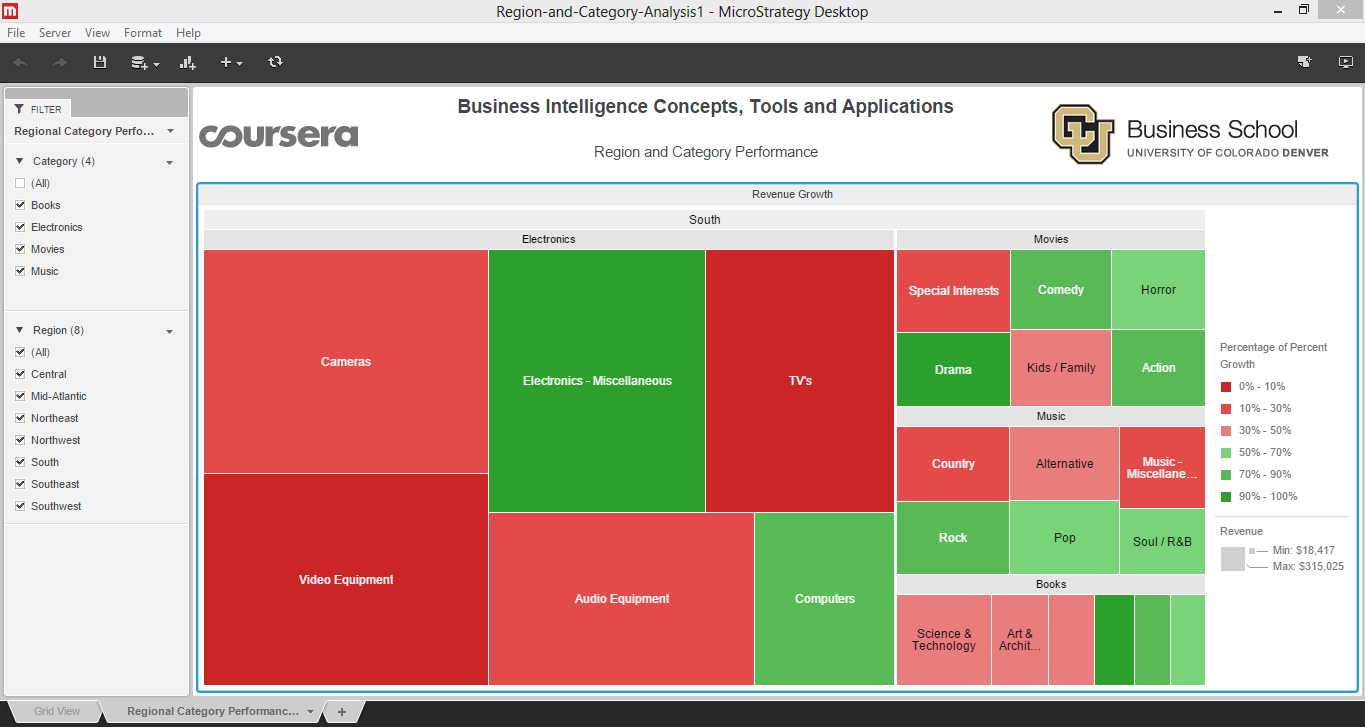 Region-and-Category-Analysis1 - MicroStrategy Desktop
File Server View Format Help
FILTER
Regional Category Perfo...
Category (4)
(All)
Books
Electronics
Movies
Music
Region (8)
(All)
Central
Mid-Atlantic
Northeast
Northwest
South
Southeast
Southwest
coursera
Business Intelligence Concepts, Tools and Applications
Region and Category Performance
CU
Business School
UNIVERSITY OF COLORADO DENVER
Revenue Growth
South
Electronics
Cameras
Electronics - Miscellaneous
TV's
Video Equipment
Audio Equipment
Computers
Movies
Special Interests
Comedy
Horror
Drama
Kids / Family
Action
Music
Country
Alternative
Music -
Miscellane...
Rock
Pop
Soul / R&B
Books
Science &
Technology
Art &
Archit...
Percentage of Percent
Growth
0% - 10%
10% - 30%
30% - 50%
50% - 70%
70% - 90%
90% - 100%
Revenue
Min: $18,417
Max: $315,025
Grid View
Regional Category Performanc...